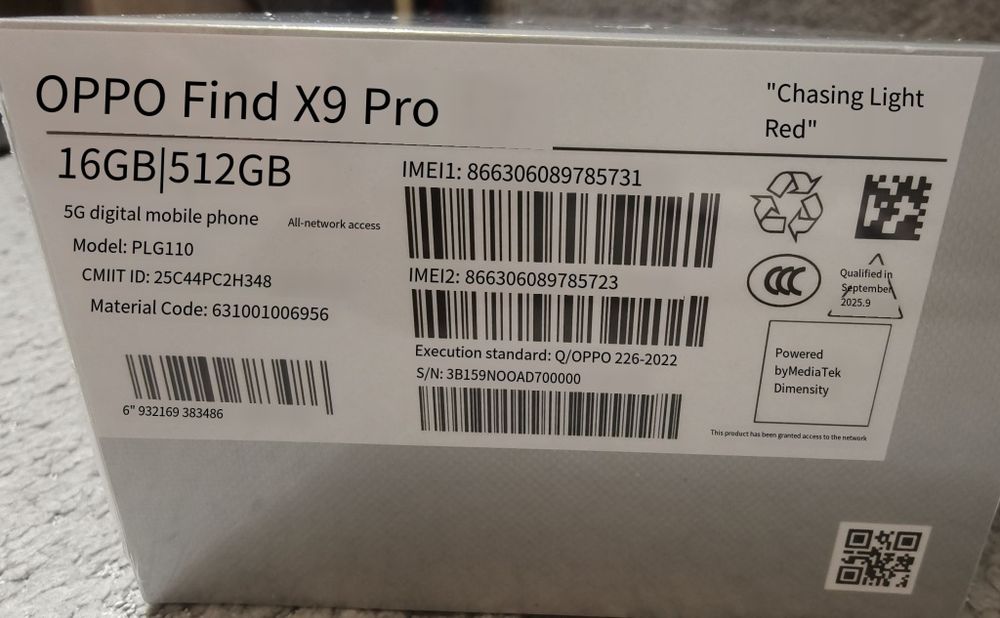 OPPO Find X9 Pro
"Chasing Light
Red"
16GB|512GB
5G digital mobile phone
All-network access
Model: PLG110
CMIIT ID: 25C44PC2H348
Material Code: 631001006956
6" 932169 383486
IMEI1: 866306089785731
IMEI2: 866306089785723
Execution standard: Q/OPPO 226-2022
S/N: 3B159NOOAD700000
CCC
Qualified in
September
2025.9
Powered
byMediaTek
Dimensity
This product has been granted access to the network